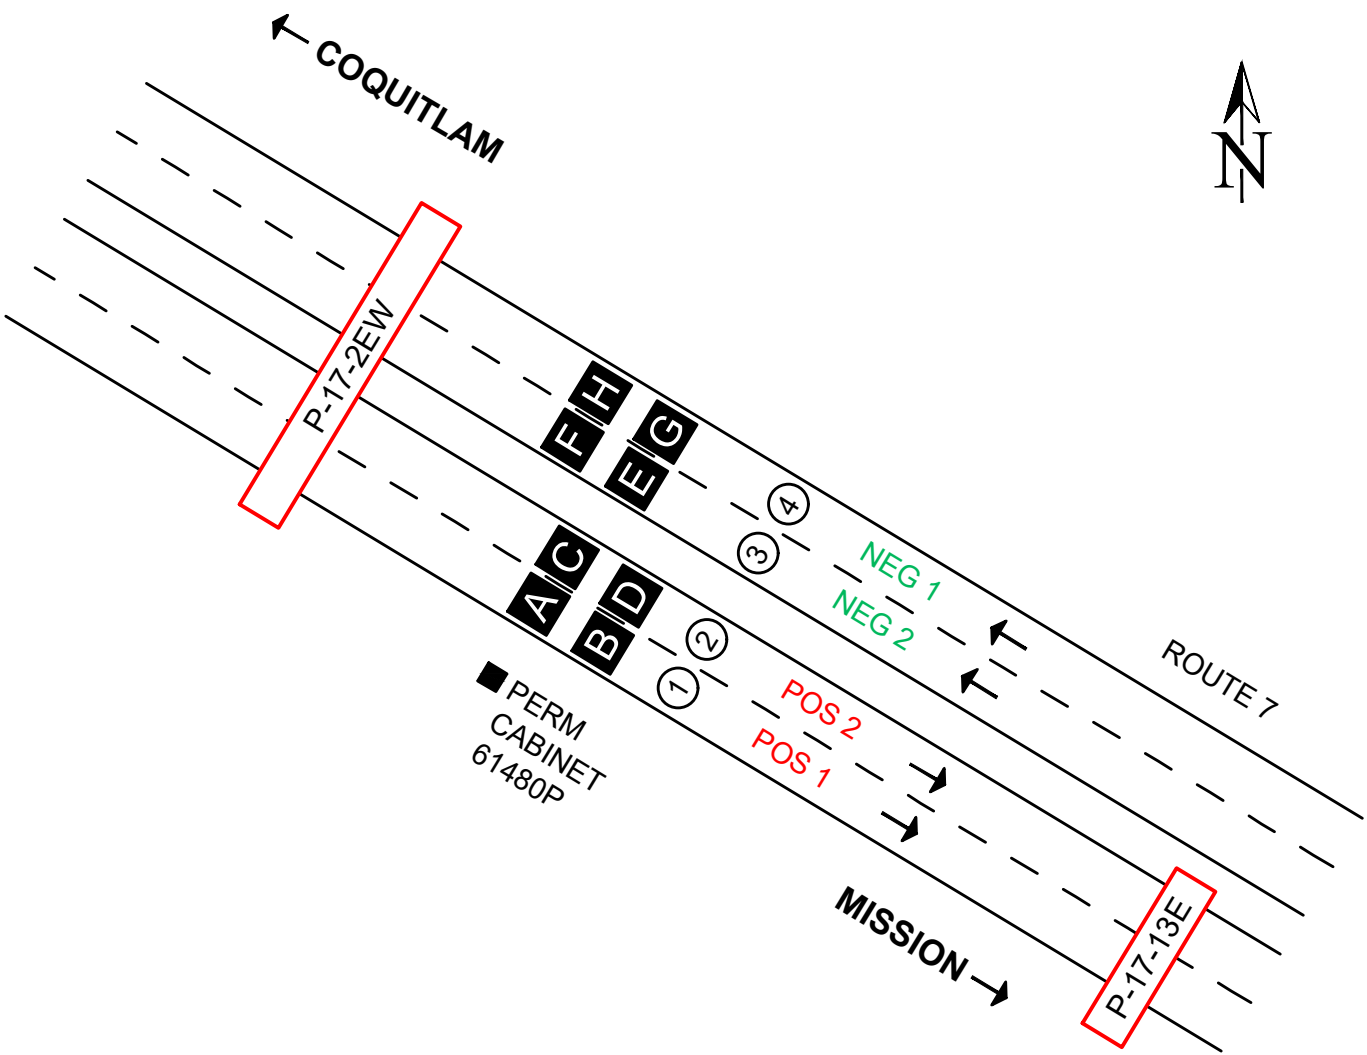 COQUITLAM
N
P-17-2EW
H
F
G
E
4
3
NEG 1
NEG 2
C
A
D
B
2
1
POS 2
POS 1
ROUTE 7
PERM
CABINET
61480P
MISSION
P-17-13E